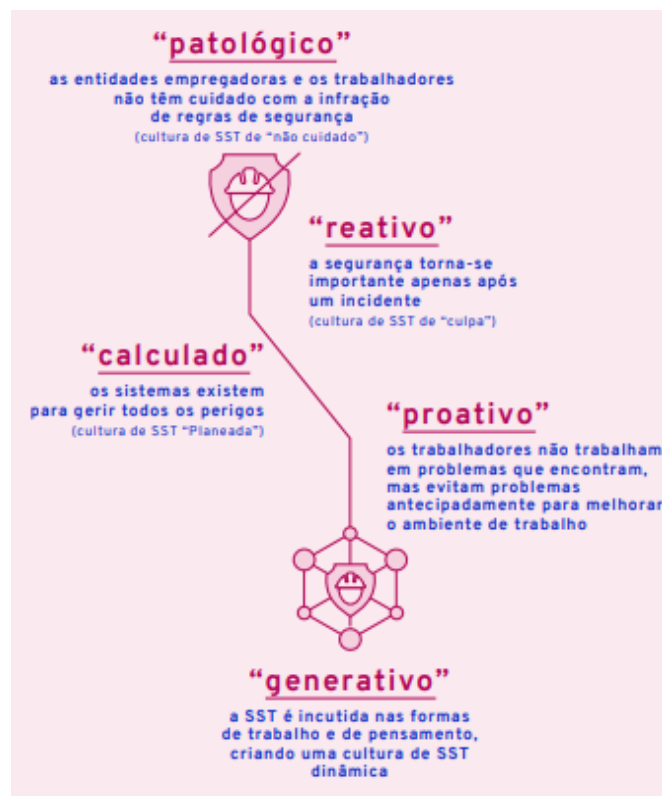 “patológico”
as entidades empregadoras e os trabalhadores
não têm cuidado com a infração
de regras de segurança
(cultura de SST de “não cuidado”)
“reativo”
a segurança torna-se
importante apenas após
um incidente
(cultura de SST de “culpa”)
“calculado”
os sistemas existem
para gerir todos os perigos
(cultura de SST “Planeada”)
“proativo”
os trabalhadores não trabalham
em problemas que encontram,
mas evitam problemas
antecipadamente para melhorar
o ambiente de trabalho
“generativo”
a SST é incutida nas formas
de trabalho e de pensamento,
criando uma cultura de SST
dinâmica